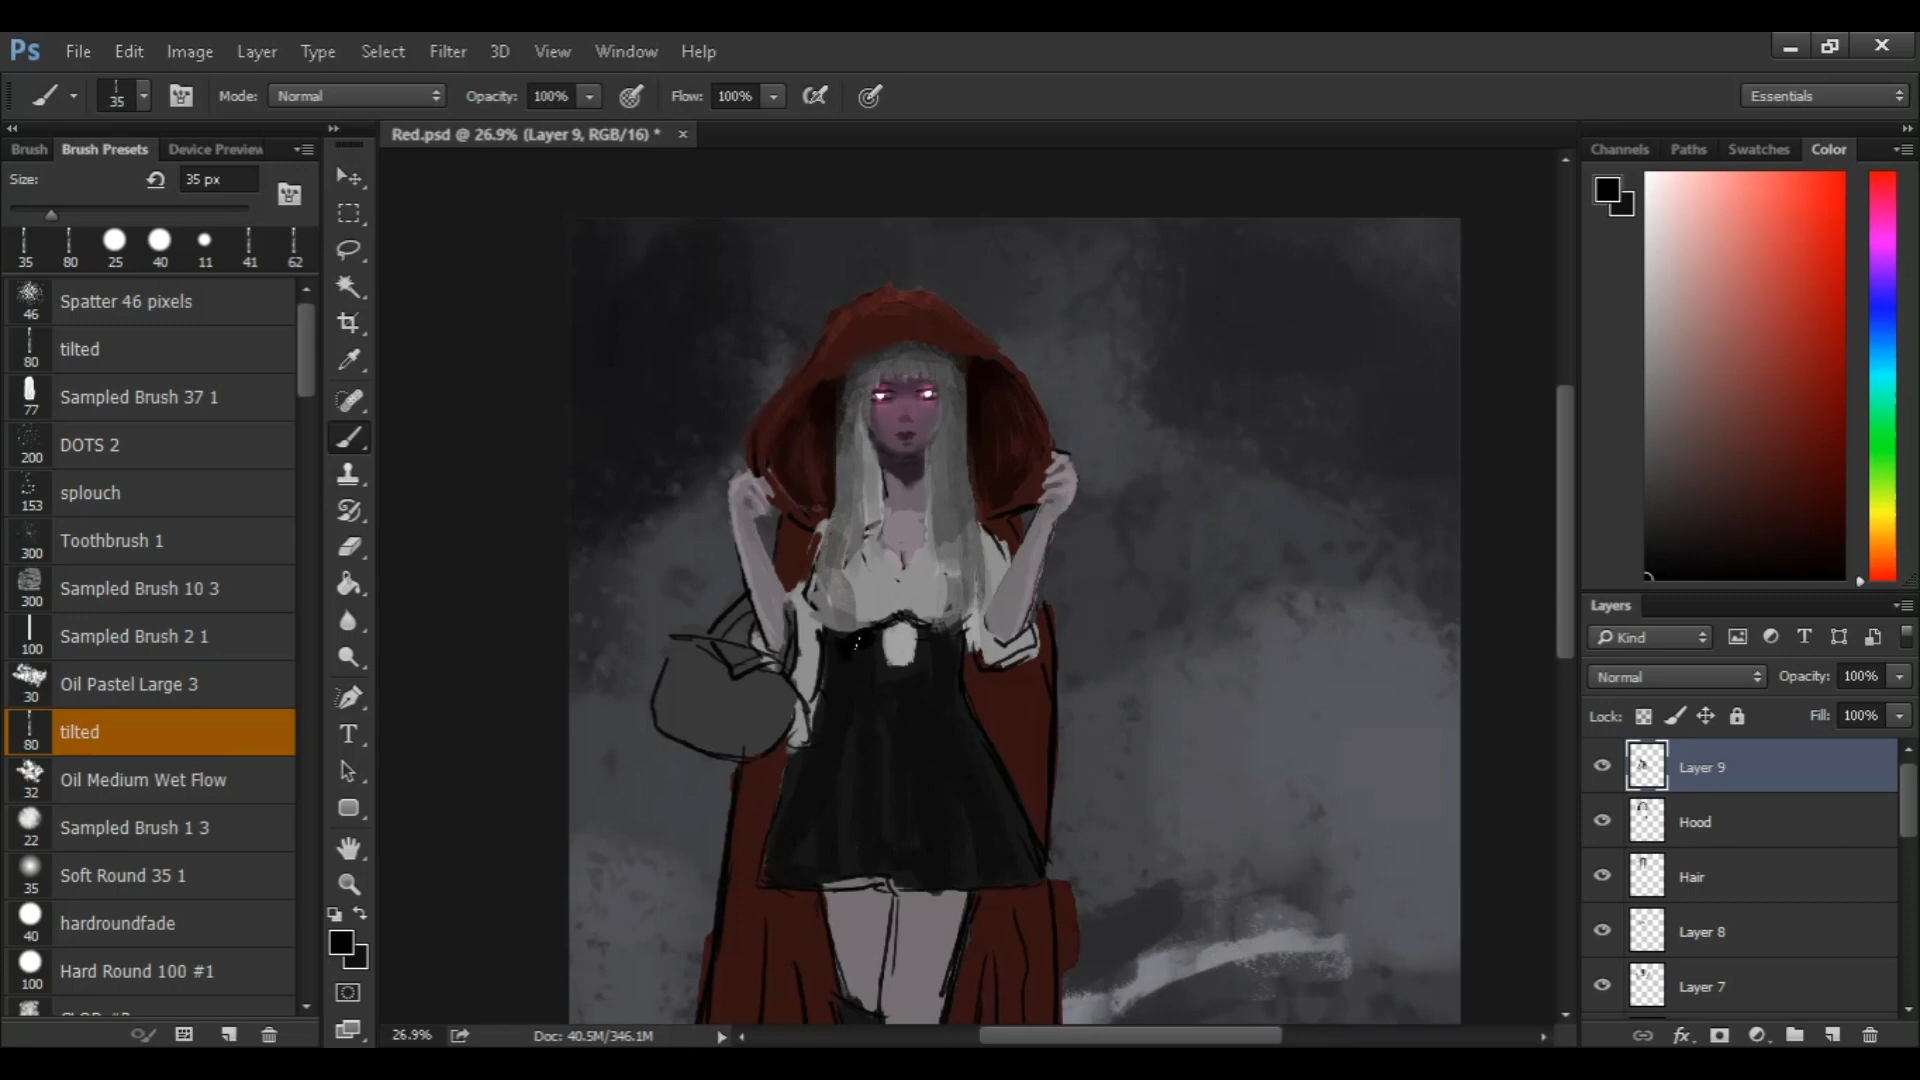 Ps File Edit Image Layer Type Select Filter 3D View Window Help
35 Mode: Normal Opacity: 100% Flow: 100% Essentials
Brush Brush Presets Device Preview
Red.psd @ 26.9% (Layer 9, RGB/16) *
Channels Paths Swatches Color
Size: 35 px
35 80 25 40 11 41 62
46 Spatter 46 pixels
80 tilted
77 Sampled Brush 37 1
200 DOTS 2
153 splouch
300 Toothbrush 1
300 Sampled Brush 10 3
100 Sampled Brush 2 1
30 Oil Pastel Large 3
80 tilted
32 Oil Medium Wet Flow
22 Sampled Brush 1 3
35 Soft Round 35 1
40 hardroundfade
100 Hard Round 100 #1
T
Layers
Kind T
Normal Opacity: 100%
Lock: Fill: 100%
Layer 9
Hood
Hair
Layer 8
Layer 7
26.9% Doc: 40.5M/346.1M
fx